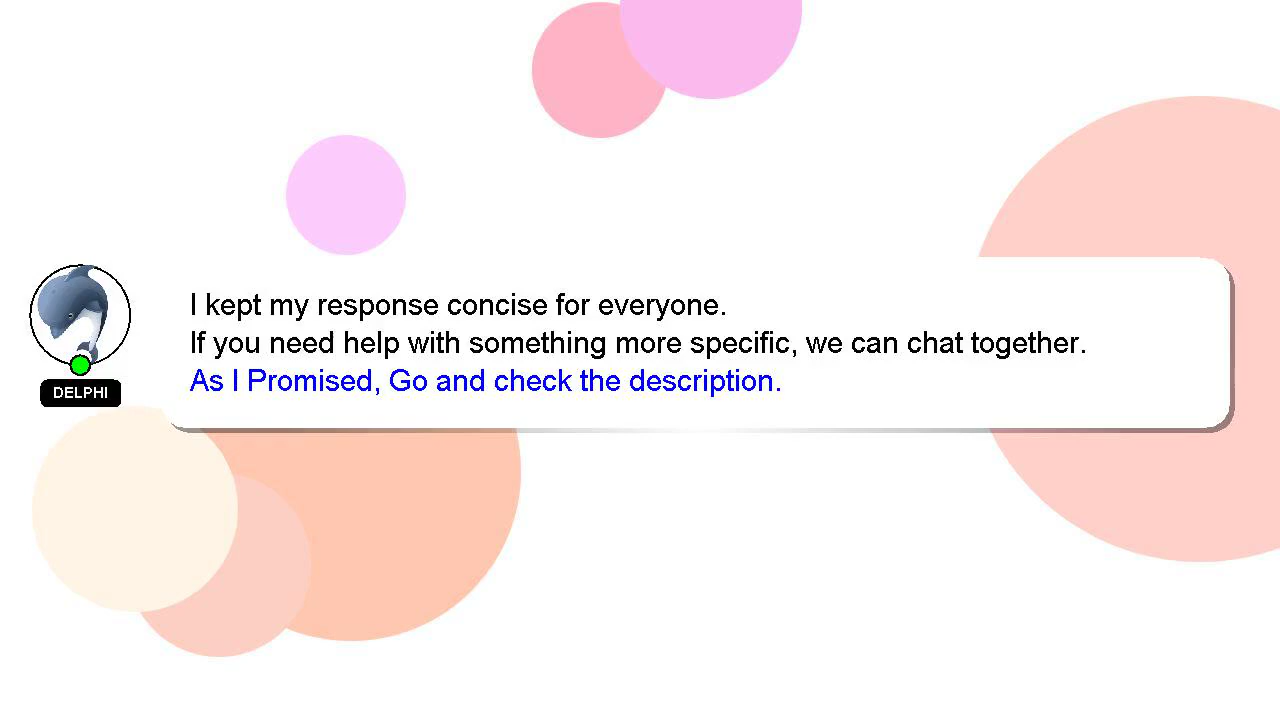 I kept my response concise for everyone.
If you need help with something more specific, we can chat together.
As I Promised, Go and check the description.
DELPHI